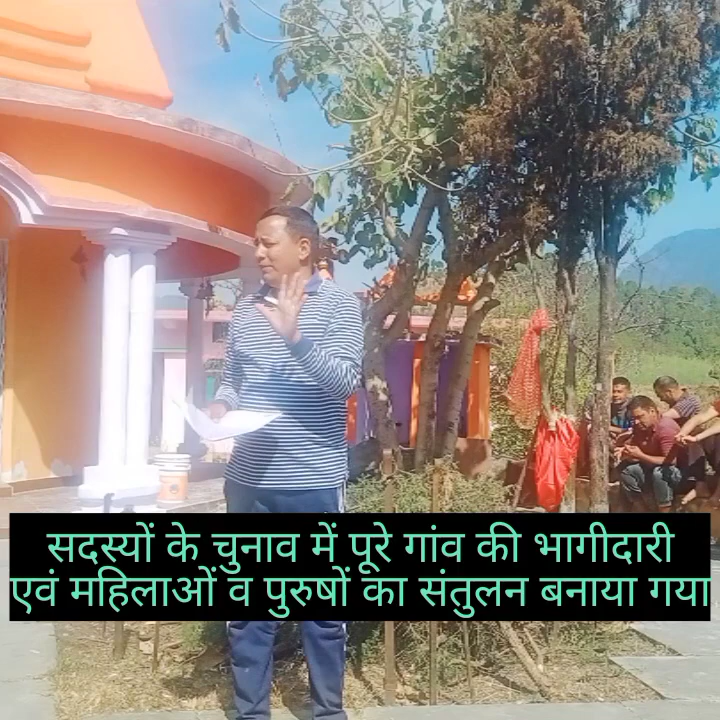 सदस्यों के चुनाव में पूरे गांव की भागीदारी
एवं महिलाओं व पुरुषों का संतुलन बनाया गया